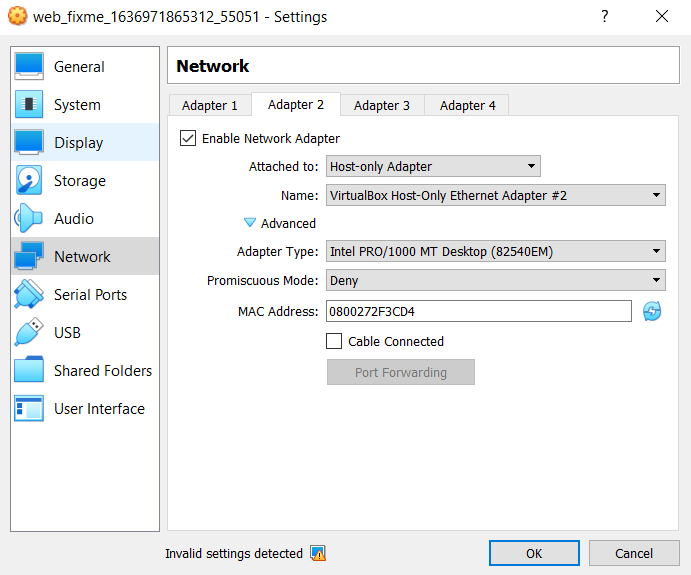 web_fixme_1636971865312_55051 - Settings
?
General
System
Display
Storage
Audio
Network
Serial Ports
USB
Shared Folders
User Interface
Network
Adapter 1
Adapter 2
Adapter 3
Adapter 4
Enable Network Adapter
Attached to: Host-only Adapter
Name: VirtualBox Host-Only Ethernet Adapter #2
Advanced
Adapter Type: Intel PRO/1000 MT Desktop (82540EM)
Promiscuous Mode: Deny
MAC Address: 0800272F3CD4
Cable Connected
Port Forwarding
Invalid settings detected
OK
Cancel